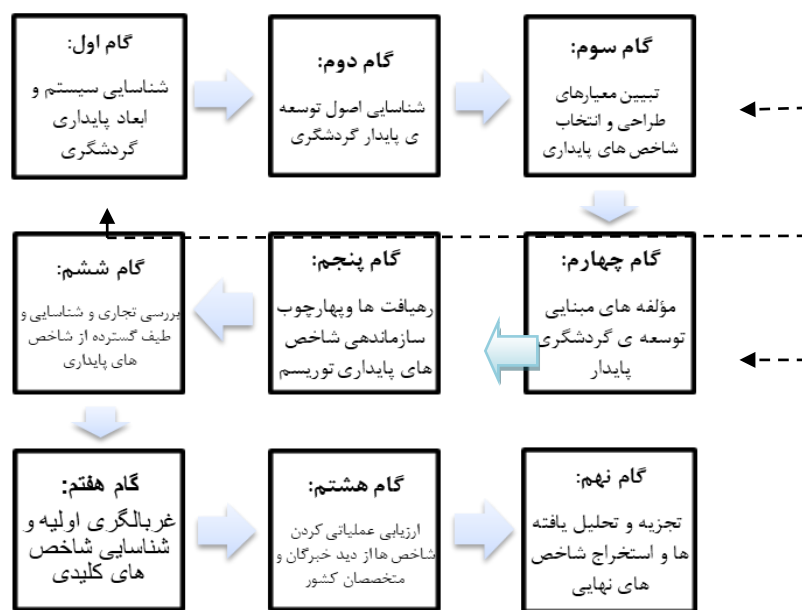 گام اول:
شناسایی سیستم و
ابعاد پایداری
گردشگری
گام دوم:
شناسایی اصول توسعه
ی پایدار گردشگری
گام سوم:
تبیین معیارهای
طراحی و انتخاب
شاخص های پایداری
گام چهارم:
مؤلفه های مبنایی
توسعه ی گردشگری
پایدار
گام پنجم:
رهیافت ها وپهارچوب
سازماندهی شاخص
های پایداری توریسم
گام ششم:
بررسی تجاری و شناسایی و
طیف گسترده از شاخص
های پایداری
گام هفتم:
غربالگری اولیه و
شناسایی شاخص
های کلیدی
گام هشتم:
ارزیابی عملیاتی کردن
شاخص ها از دید خبرگان و
متخصصان کشور
گام نهم:
تجزیه و تحلیل یافته
ها و استخراج شاخص
های نهایی